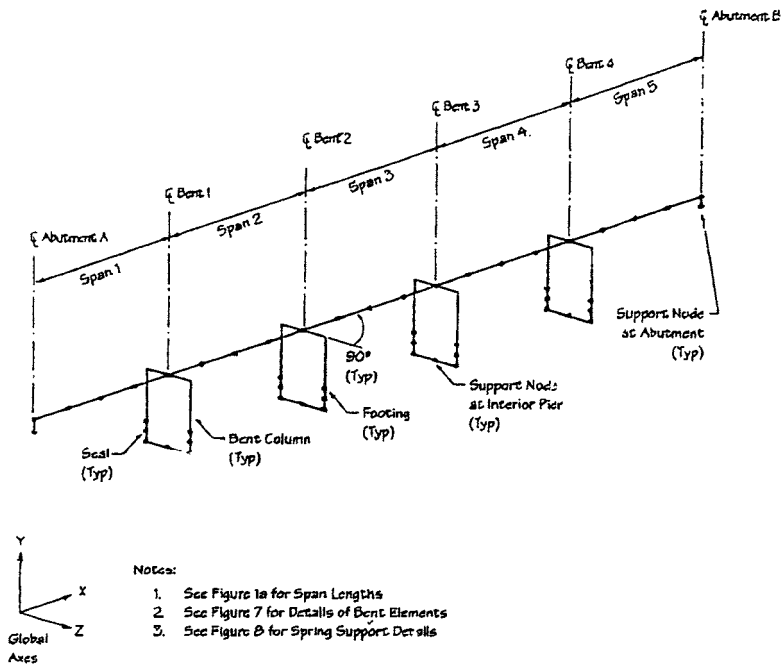 ℄ Abutment B
℄ Bent 4
Span 5
℄ Bent 3
Span 4.
℄ Bent 2
Span 3
℄ Bent 1
Span 2
℄ Abutment A
Span 1
90°
(Typ)
Support Node
at Abutment
(Typ)
Support Node
at Interior Pier
(Typ)
Footing
(Typ)
Bent Column
(Typ)
Seal
(Typ)
Y
X
Z
Global
Axes
Notes:
1. See Figure 1a for Span Lengths
2 See Figure 7 for Details of Bent Elements
3. See Figure 8 for Spring Support Details